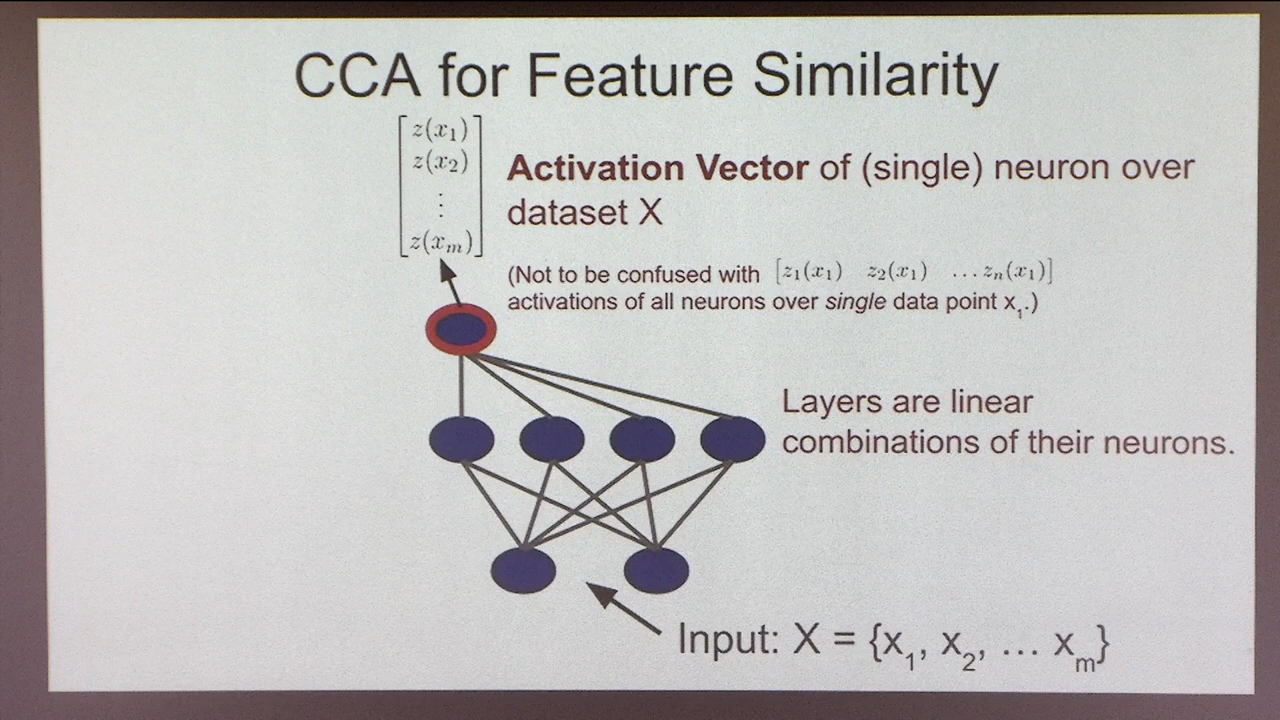 CCA for Feature Similarity
z(x₁)
z(x₂)
⋮
z(xₘ)
Activation Vector of (single) neuron over
dataset X
(Not to be confused with [z₁(x₁) z₂(x₁) ...zₙ(x₁)]
activations of all neurons over single data point x₁.)
Layers are linear
combinations of their neurons.
Input: X = {x₁, x₂, ... xₘ}